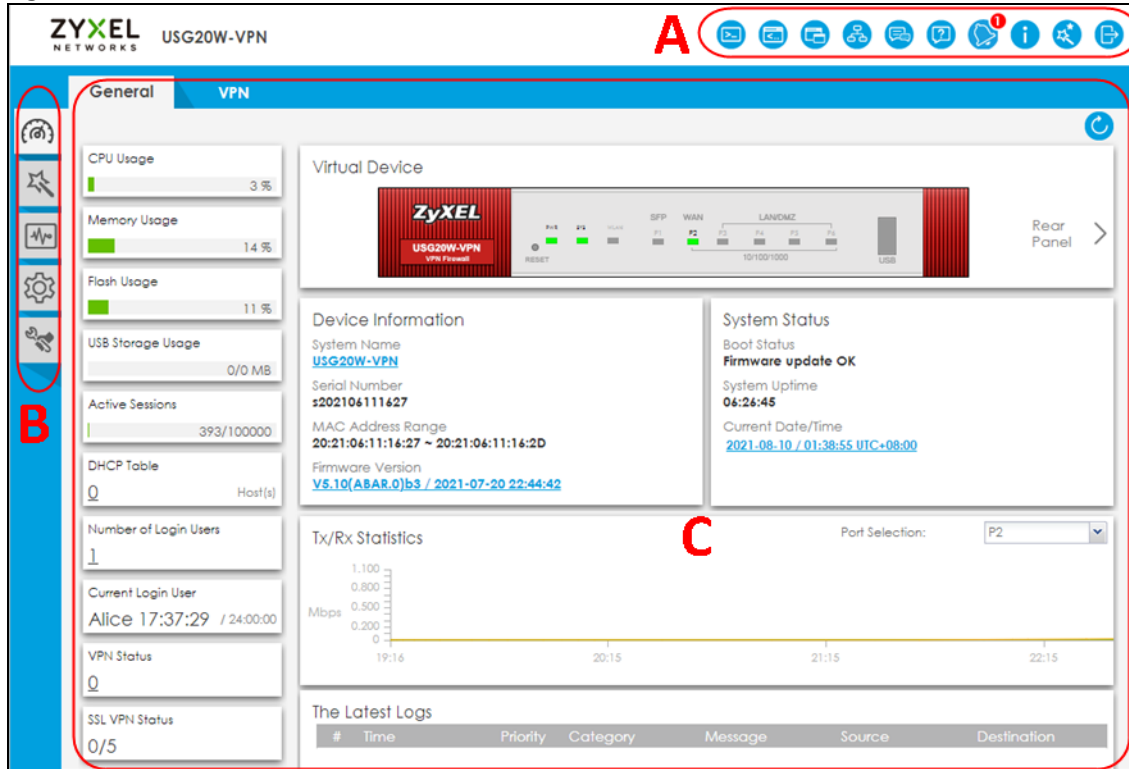 ZYXEL
NETWORKS
USG20W-VPN
A
1
General
VPN
CPU Usage
3 %
Memory Usage
14 %
Flash Usage
11 %
USB Storage Usage
0/0 MB
Active Sessions
393/100000
DHCP Table
0
Host(s)
Number of Login Users
1
Current Login User
Alice 17:37:29 / 24:00:00
VPN Status
0
SSL VPN Status
0/5
B
Virtual Device
ZyXEL
USG20W-VPN
VPN Firewall
RESET
PWR SYS WLAN
SFP WAN LAN/DMZ
P1 P2 P3 P4 P5 P6
10/100/1000
USB
Rear
Panel
Device Information
System Name
USG20W-VPN
Serial Number
s202106111627
MAC Address Range
20:21:06:11:16:27 ~ 20:21:06:11:16:2D
Firmware Version
V5.10(ABAR.0)b3 / 2021-07-20 22:44:42
System Status
Boot Status
Firmware update OK
System Uptime
06:26:45
Current Date/Time
2021-08-10 / 01:38:55 UTC+08:00
Tx/Rx Statistics
C
Port Selection:
P2
1.100
0.800
Mbps
0.500
0.200
0
19:16
20:15
21:15
22:15
The Latest Logs
# Time Priority Category Message Source Destination